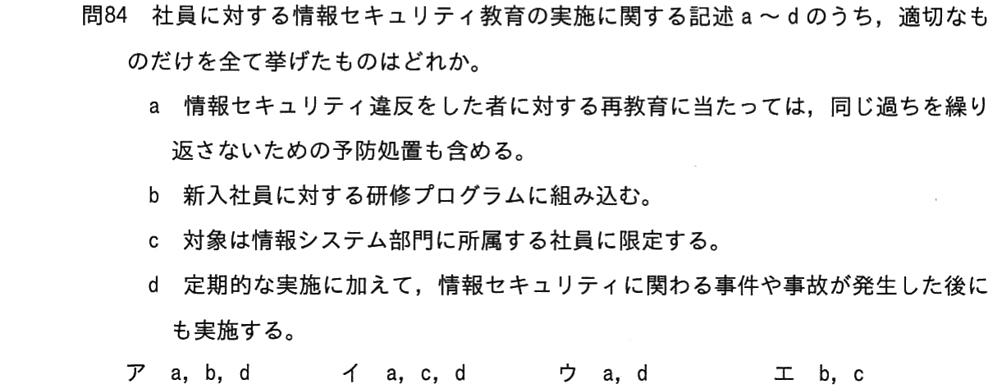 問84　社員に対する情報セキュリティ教育の実施に関する記述 a ～ d のうち，適切なも
のだけを全て挙げたものはどれか。
a　情報セキュリティ違反をした者に対する再教育に当たっては，同じ過ちを繰り
返さないための予防処置も含める。
b　新入社員に対する研修プログラムに組み込む。
c　対象は情報システム部門に所属する社員に限定する。
d　定期的な実施に加えて，情報セキュリティに関わる事件や事故が発生した後に
も実施する。
ア　a，b，d　　　イ　a，c，d　　　ウ　a，d　　　エ　b，c